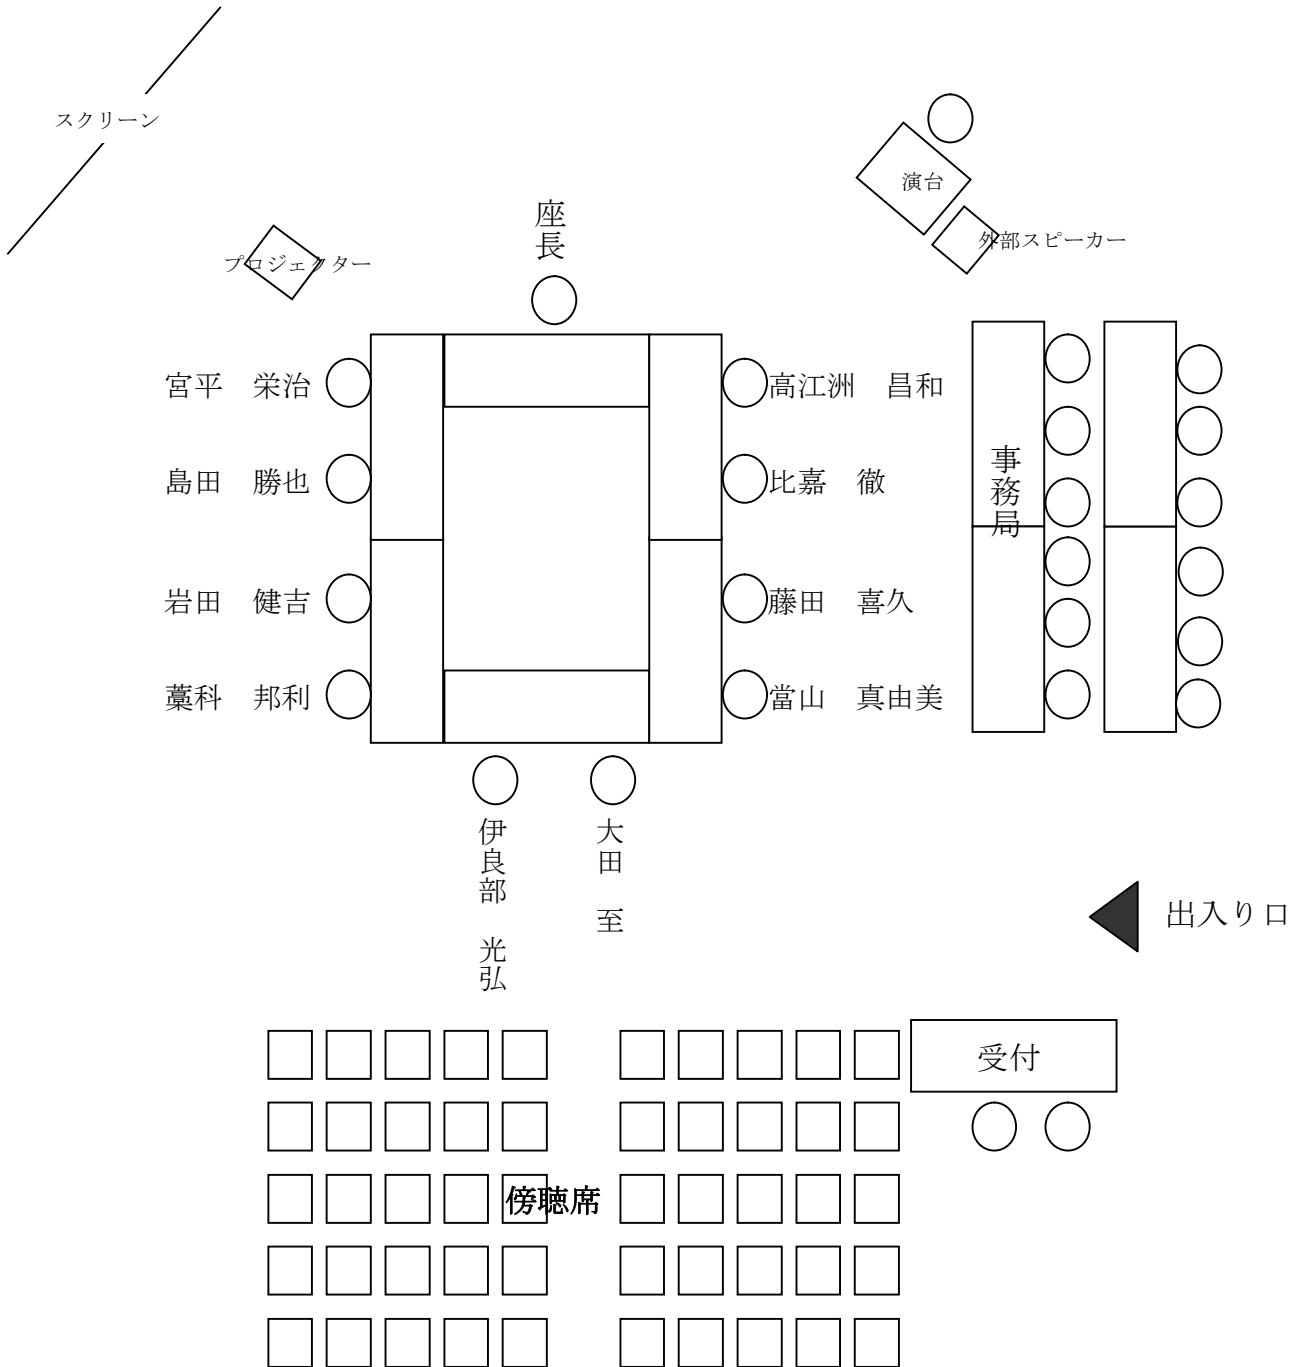 スクリーン
演台
座長
外部スピーカー
プロジェクター
宮平　栄治
高江洲　昌和
島田　勝也
比嘉　徹
事務局
岩田　健吉
藤田　喜久
藁科　邦利
當山　真由美
伊良部　光弘
大田　至
出入り口
受付
傍聴席